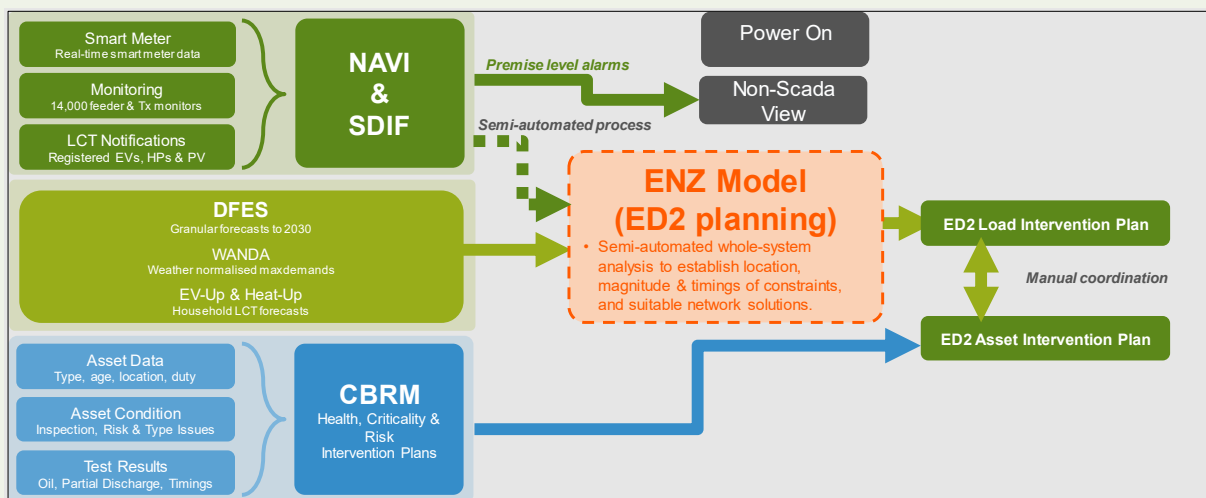 Smart Meter
Real-time smart meter data
Monitoring
14,000 feeder & Tx monitors
LCT Notifications
Registered EVs, HPs & PV
NAVI
&
SDIF
Premise level alarms
Semi-automated process
Power On
Non-Scada
View
DFES
Granular forecasts to 2030
WANDA
Weather normalised max demands
EV-Up & Heat-Up
Household LCT forecasts
ENZ Model
(ED2 planning)
• Semi-automated whole-system
analysis to establish location,
magnitude & timings of constraints,
and suitable network solutions.
ED2 Load Intervention Plan
Manual coordination
ED2 Asset Intervention Plan
Asset Data
Type, age, location, duty
Asset Condition
Inspection, Risk & Type Issues
Test Results
Oil, Partial Discharge, Timings
CBRM
Health, Criticality &
Risk
Intervention Plans